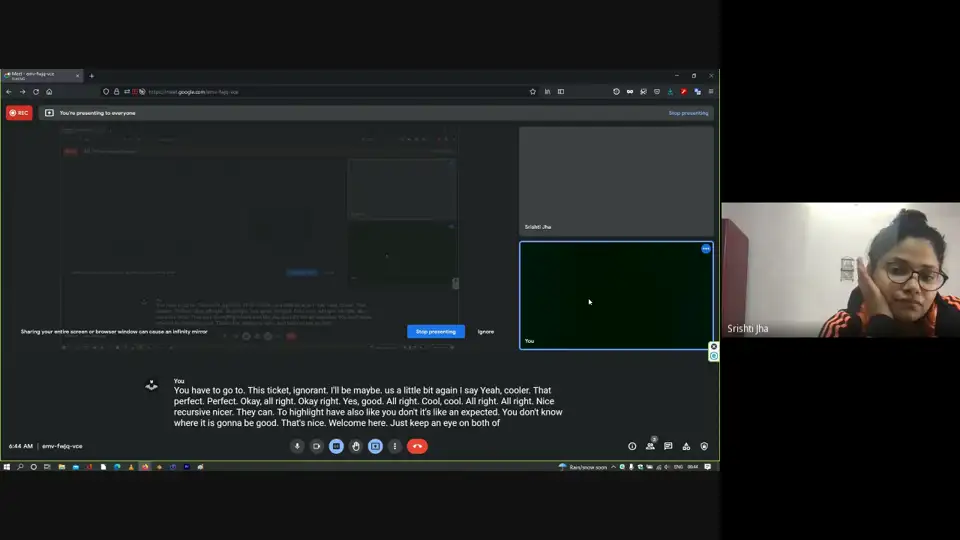 Meet - emv-fwjq-vce
https://meet.google.com/emv-fwjq-vce
REC
You're presenting to everyone
Stop presenting
Srishti Jha
Sharing your entire screen or browser window can cause an infinity mirror
Stop presenting
Ignore
You
Srishti Jha
You
You have to go to. This ticket, ignorant. I'll be maybe. us a little bit again I say Yeah, cooler. That
perfect. Perfect. Okay, all right. Okay right. Yes, good. All right. Cool, cool. All right. All right. Nice
recursive nicer. They can. To highlight have also like you don't it's like an expected. You don't know
where it is gonna be good. That's nice. Welcome here. Just keep an eye on both of
6:44 AM | emv-fwjq-vce
Rain/snow soon
ENG